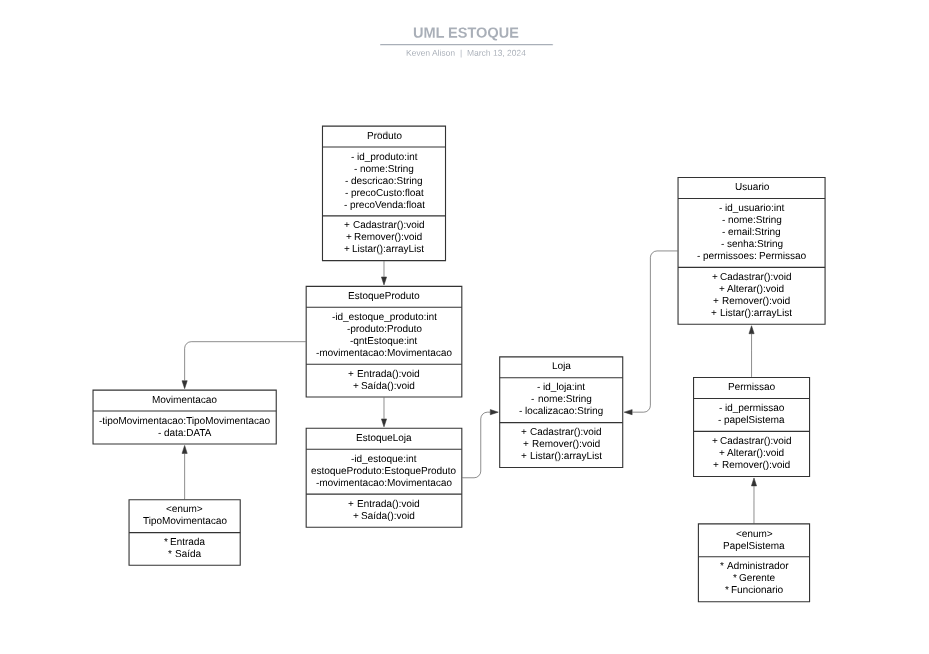 UML ESTOQUE
Keven Alison | March 13, 2024
Produto
- id_produto:int
- nome:String
- descricao:String
- precoCusto:float
- precoVenda:float
+ Cadastrar():void
+ Remover():void
+ Listar():arrayList
Usuario
- id_usuario:int
- nome:String
- email:String
- senha:String
- permissoes: Permissao
+ Cadastrar():void
+ Alterar():void
+ Remover():void
+ Listar():arrayList
EstoqueProduto
-id_estoque_produto:int
-produto:Produto
-qntEstoque:int
-movimentacao:Movimentacao
+ Entrada():void
+ Saída():void
Loja
- id_loja:int
- nome:String
- localizacao:String
+ Cadastrar():void
+ Remover():void
+ Listar():arrayList
Permissao
- id_permissao
- papelSistema
+ Cadastrar():void
+ Alterar():void
+ Remover():void
Movimentacao
-tipoMovimentacao:TipoMovimentacao
- data:DATA
EstoqueLoja
-id_estoque:int
estoqueProduto:EstoqueProduto
-movimentacao:Movimentacao
+ Entrada():void
+ Saída():void
<enum>
TipoMovimentacao
* Entrada
* Saída
<enum>
PapelSistema
* Administrador
* Gerente
* Funcionario